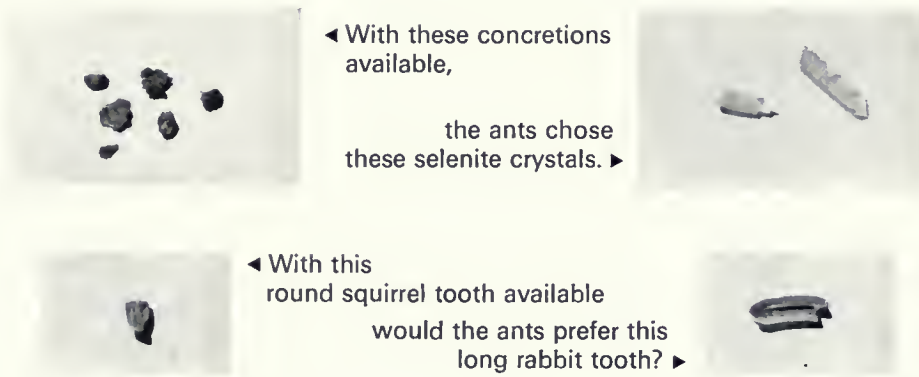 ◄ With these concretions
available,
the ants chose
these selenite crystals. ►
◄ With this
round squirrel tooth available
would the ants prefer this
long rabbit tooth? ►